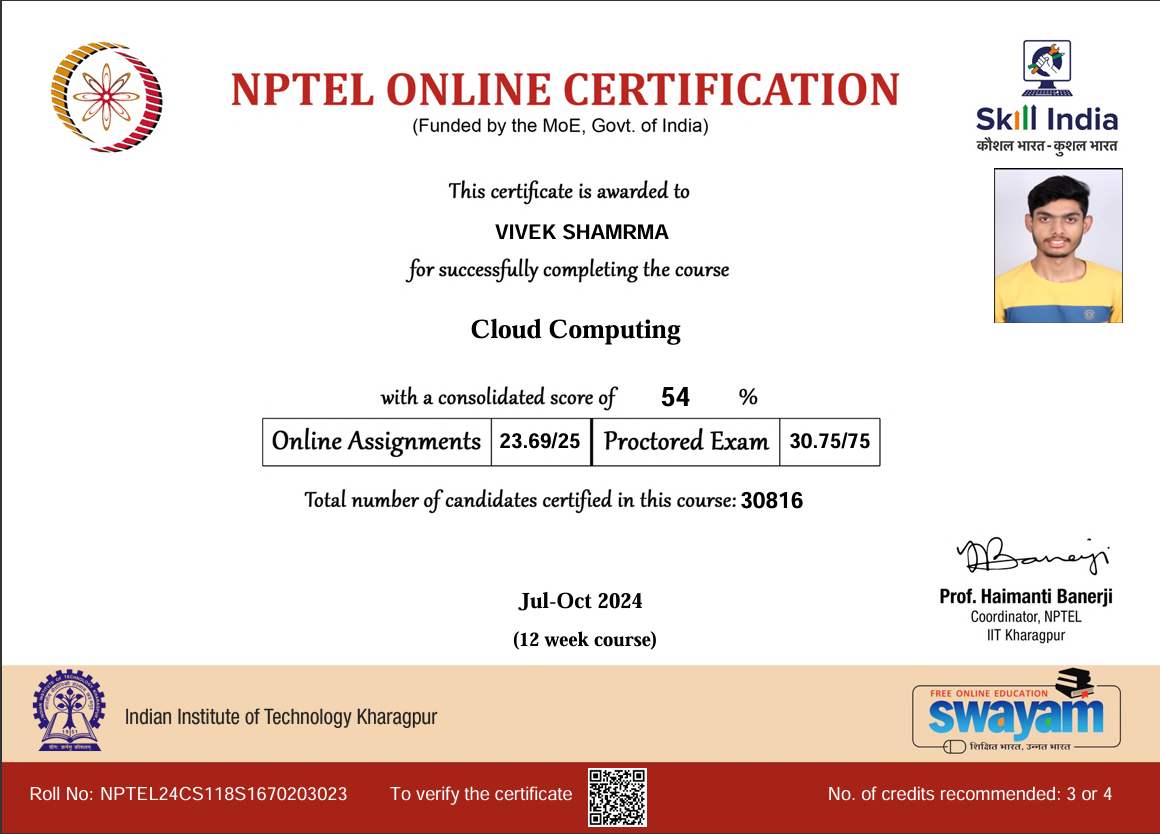 NPTEL ONLINE CERTIFICATION
(Funded by the MoE, Govt. of India)
Skill India
कौशल भारत - कुशल भारत
This certificate is awarded to
VIVEK SHAMRMA
for successfully completing the course
Cloud Computing
with a consolidated score of 54 %
Online Assignments 23.69/25 Proctored Exam 30.75/75
Total number of candidates certified in this course: 30816
Jul-Oct 2024
(12 week course)
Prof. Haimanti Banerji
Coordinator, NPTEL
IIT Kharagpur
Indian Institute of Technology Kharagpur
FREE ONLINE EDUCATION
swayam
शिक्षित भारत, उन्नत भारत
Roll No: NPTEL24CS118S1670203023 To verify the certificate No. of credits recommended: 3 or 4